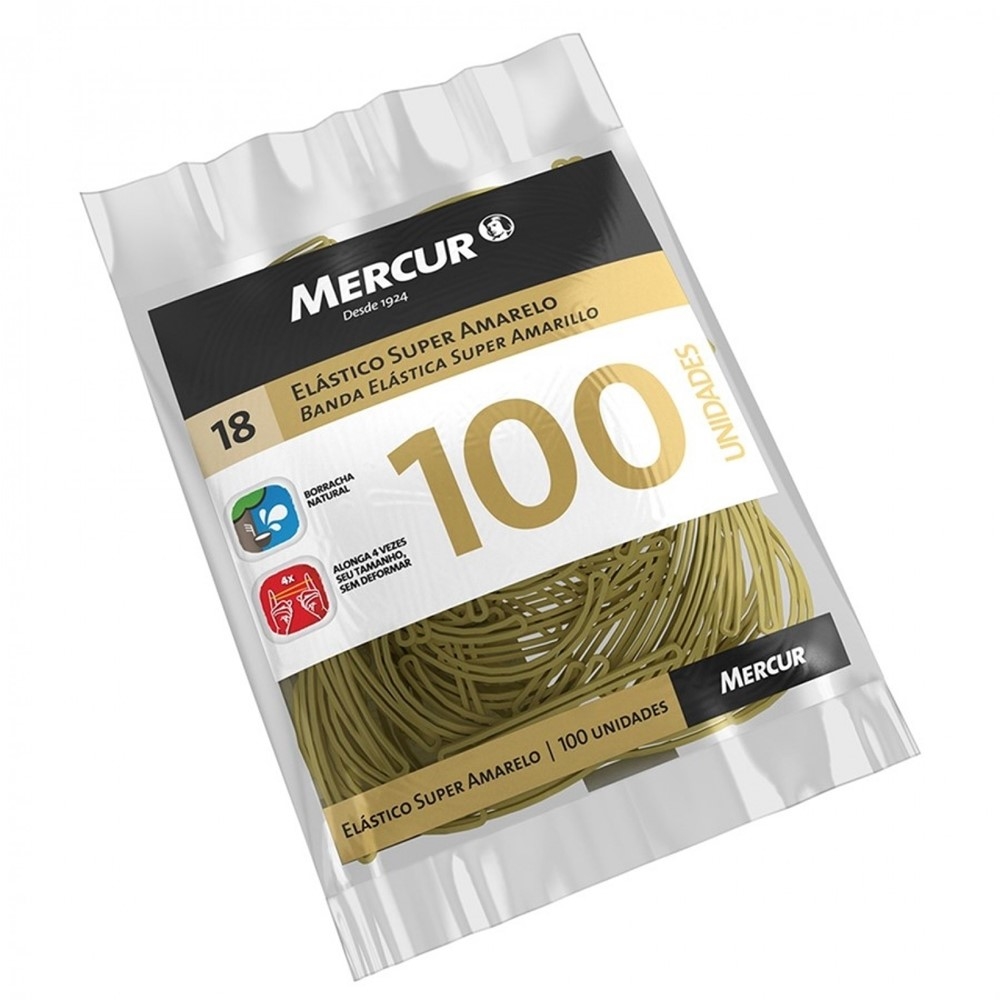 MERCUR
Desde 1924
ELÁSTICO SUPER AMARELO
BANDA ELÁSTICA SUPER AMARILLO
18
100
UNIDADES
BORRACHA
NATURAL
4x
ALONGA 4 VEZES
SEU TAMANHO,
SEM DEFORMAR
MERCUR
ELÁSTICO SUPER AMARELO | 100 UNIDADES